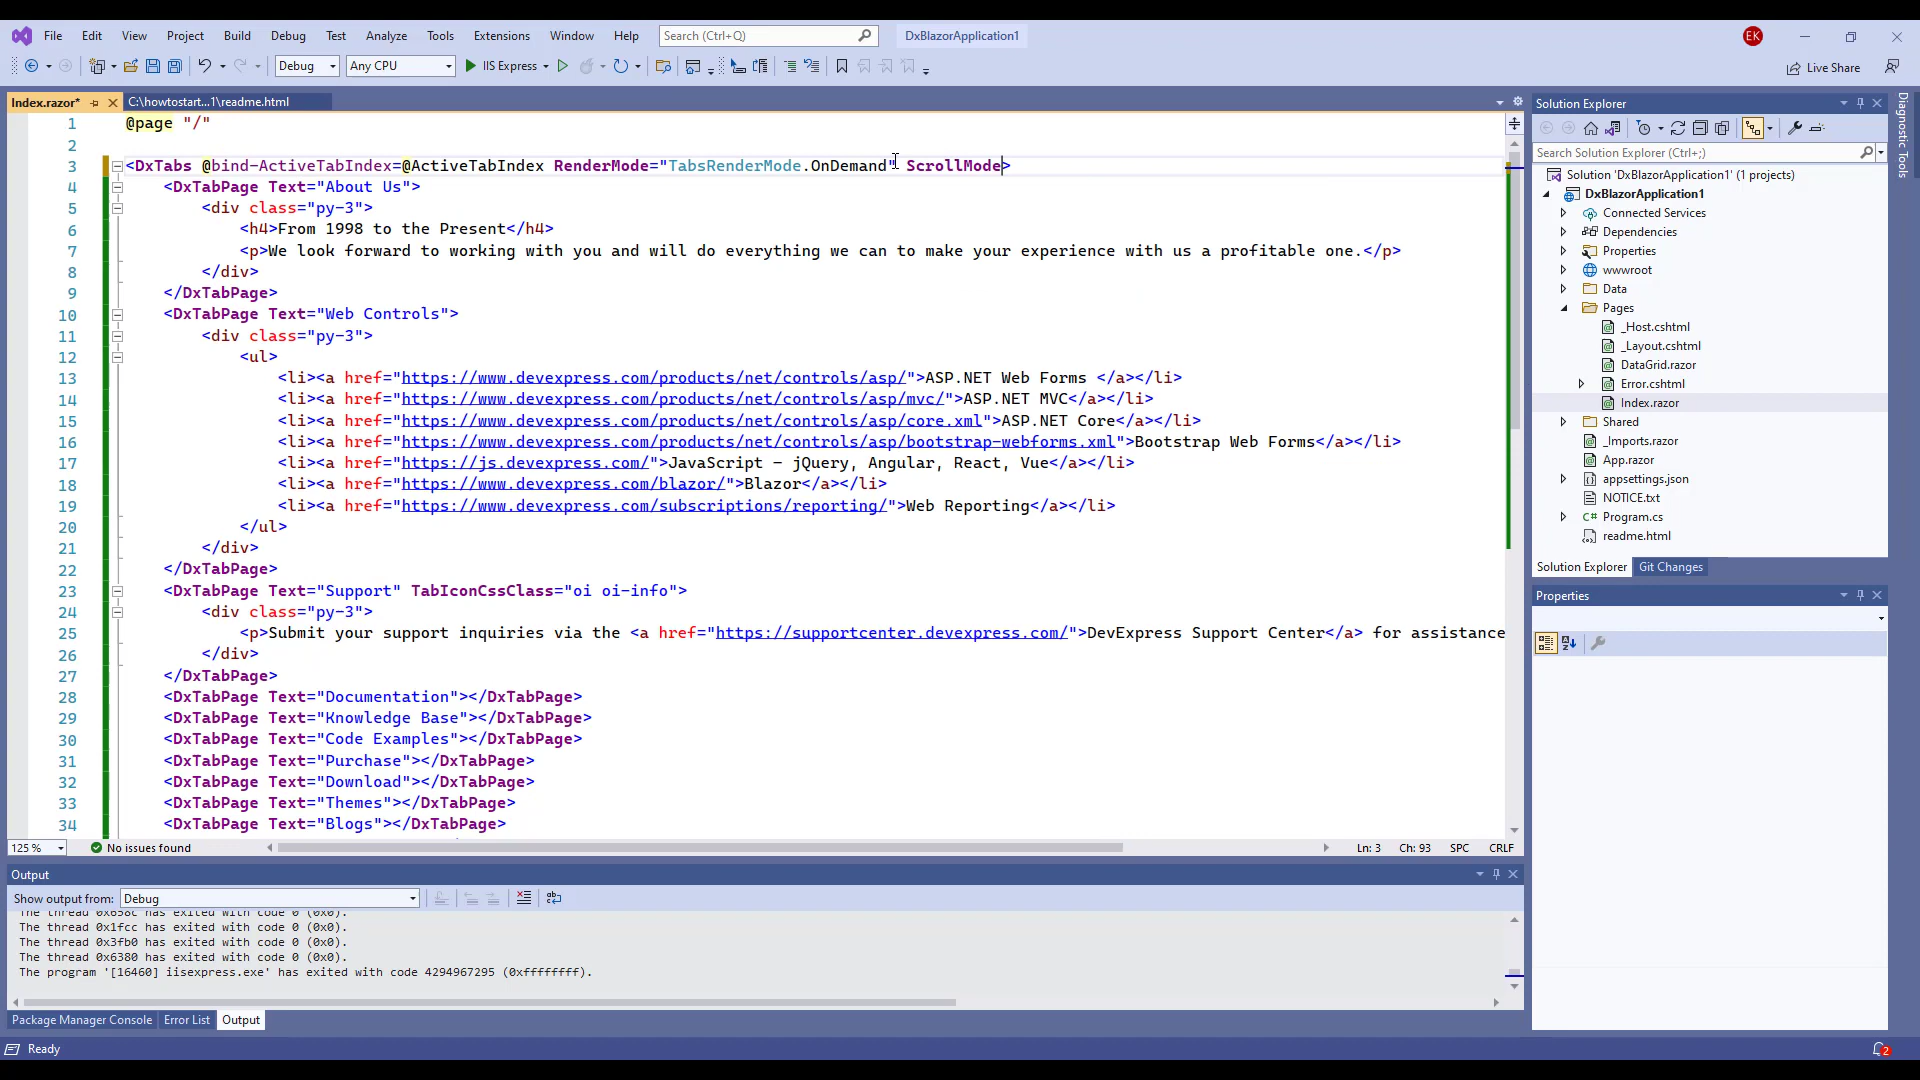 File Edit View Project Build Debug Test Analyze Tools Extensions Window Help Search (Ctrl+Q) DxBlazorApplication1 EK
Debug Any CPU IIS Express Live Share
Index.razor* C:\howtostart...1\readme.html
1 @page "/"
2
3 <DxTabs @bind-ActiveTabIndex=@ActiveTabIndex RenderMode="TabsRenderMode.OnDemand" ScrollMode>
4 <DxTabPage Text="About Us">
5 <div class="py-3">
6 <h4>From 1998 to the Present</h4>
7 <p>We look forward to working with you and will do everything we can to make your experience with us a profitable one.</p>
8 </div>
9 </DxTabPage>
10 <DxTabPage Text="Web Controls">
11 <div class="py-3">
12 <ul>
13 <li><a href="https://www.devexpress.com/products/net/controls/asp/">ASP.NET Web Forms </a></li>
14 <li><a href="https://www.devexpress.com/products/net/controls/asp/mvc/">ASP.NET MVC</a></li>
15 <li><a href="https://www.devexpress.com/products/net/controls/asp/core.xml">ASP.NET Core</a></li>
16 <li><a href="https://www.devexpress.com/products/net/controls/asp/bootstrap-webforms.xml">Bootstrap Web Forms</a></li>
17 <li><a href="https://js.devexpress.com/">JavaScript - jQuery, Angular, React, Vue</a></li>
18 <li><a href="https://www.devexpress.com/blazor/">Blazor</a></li>
19 <li><a href="https://www.devexpress.com/subscriptions/reporting/">Web Reporting</a></li>
20 </ul>
21 </div>
22 </DxTabPage>
23 <DxTabPage Text="Support" TabIconCssClass="oi oi-info">
24 <div class="py-3">
25 <p>Submit your support inquiries via the <a href="https://supportcenter.devexpress.com/">DevExpress Support Center</a> for assistance
26 </div>
27 </DxTabPage>
28 <DxTabPage Text="Documentation"></DxTabPage>
29 <DxTabPage Text="Knowledge Base"></DxTabPage>
30 <DxTabPage Text="Code Examples"></DxTabPage>
31 <DxTabPage Text="Purchase"></DxTabPage>
32 <DxTabPage Text="Download"></DxTabPage>
33 <DxTabPage Text="Themes"></DxTabPage>
34 <DxTabPage Text="Blogs"></DxTabPage>
125 % No issues found Ln: 3 Ch: 93 SPC CRLF
Output
Show output from: Debug
The thread 0x658c has exited with code 0 (0x0).
The thread 0x1fcc has exited with code 0 (0x0).
The thread 0x3fb0 has exited with code 0 (0x0).
The thread 0x6380 has exited with code 0 (0x0).
The program '[16460] iisexpress.exe' has exited with code 4294967295 (0xffffffff).
Package Manager Console Error List Output
Ready
2
Solution Explorer
Search Solution Explorer (Ctrl+;)
Solution 'DxBlazorApplication1' (1 projects)
DxBlazorApplication1
Connected Services
Dependencies
Properties
wwwroot
Data
Pages
_Host.cshtml
_Layout.cshtml
DataGrid.razor
Error.cshtml
Index.razor
Shared
_Imports.razor
App.razor
appsettings.json
NOTICE.txt
Program.cs
readme.html
Solution Explorer Git Changes
Properties
Diagnostic Tools